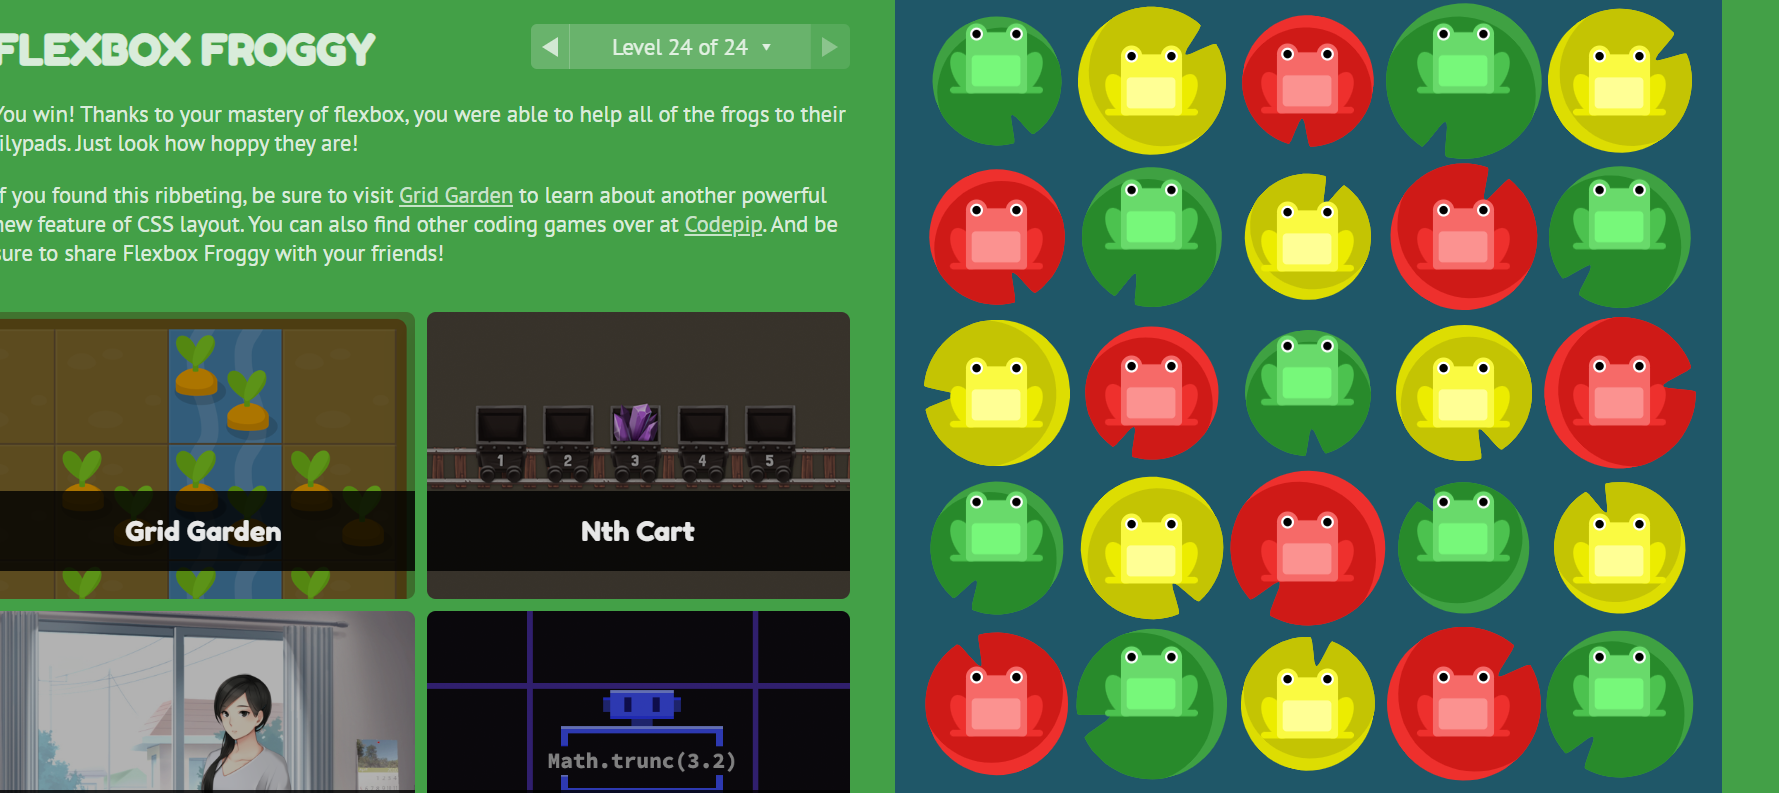 FLEXBOX FROGGY
Level 24 of 24
You win! Thanks to your mastery of flexbox, you were able to help all of the frogs to their
lilypads. Just look how hoppy they are!
If you found this ribbeting, be sure to visit Grid Garden to learn about another powerful
new feature of CSS layout. You can also find other coding games over at Codepip. And be
sure to share Flexbox Froggy with your friends!
1 2 3 4 5
Grid Garden
Nth Cart
Math.trunc(3.2)